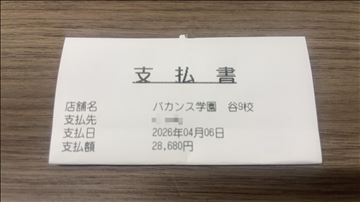 支払書
店舗名 バカンス学園 谷9校
支払先
支払日 2026年04月06日
支払額 28,680円